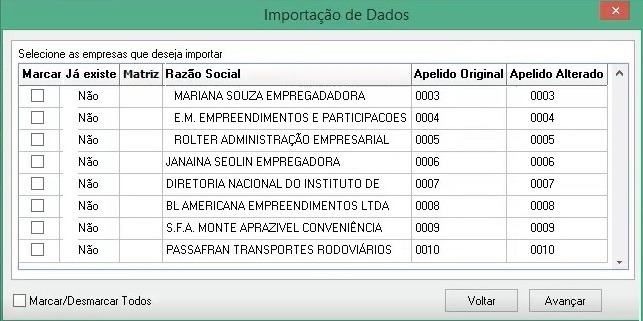 Importação de Dados
Selecione as empresas que deseja importar
Marcar Já existe Matriz Razão Social Apelido Original Apelido Alterado
Não MARIANA SOUZA EMPREGADADORA 0003 0003
Não E.M. EMPREENDIMENTOS E PARTICIPACOES 0004 0004
Não ROLTER ADMINISTRAÇÃO EMPRESARIAL 0005 0005
Não JANAINA SEOLIN EMPREGADORA 0006 0006
Não DIRETORIA NACIONAL DO INSTITUTO DE 0007 0007
Não BL AMERICANA EMPREENDIMENTOS LTDA 0008 0008
Não S.F.A. MONTE APRAZIVEL CONVENIÊNCIA 0009 0009
Não PASSAFRAN TRANSPORTES RODOVIÁRIOS 0010 0010
Marcar/Desmarcar Todos Voltar Avançar